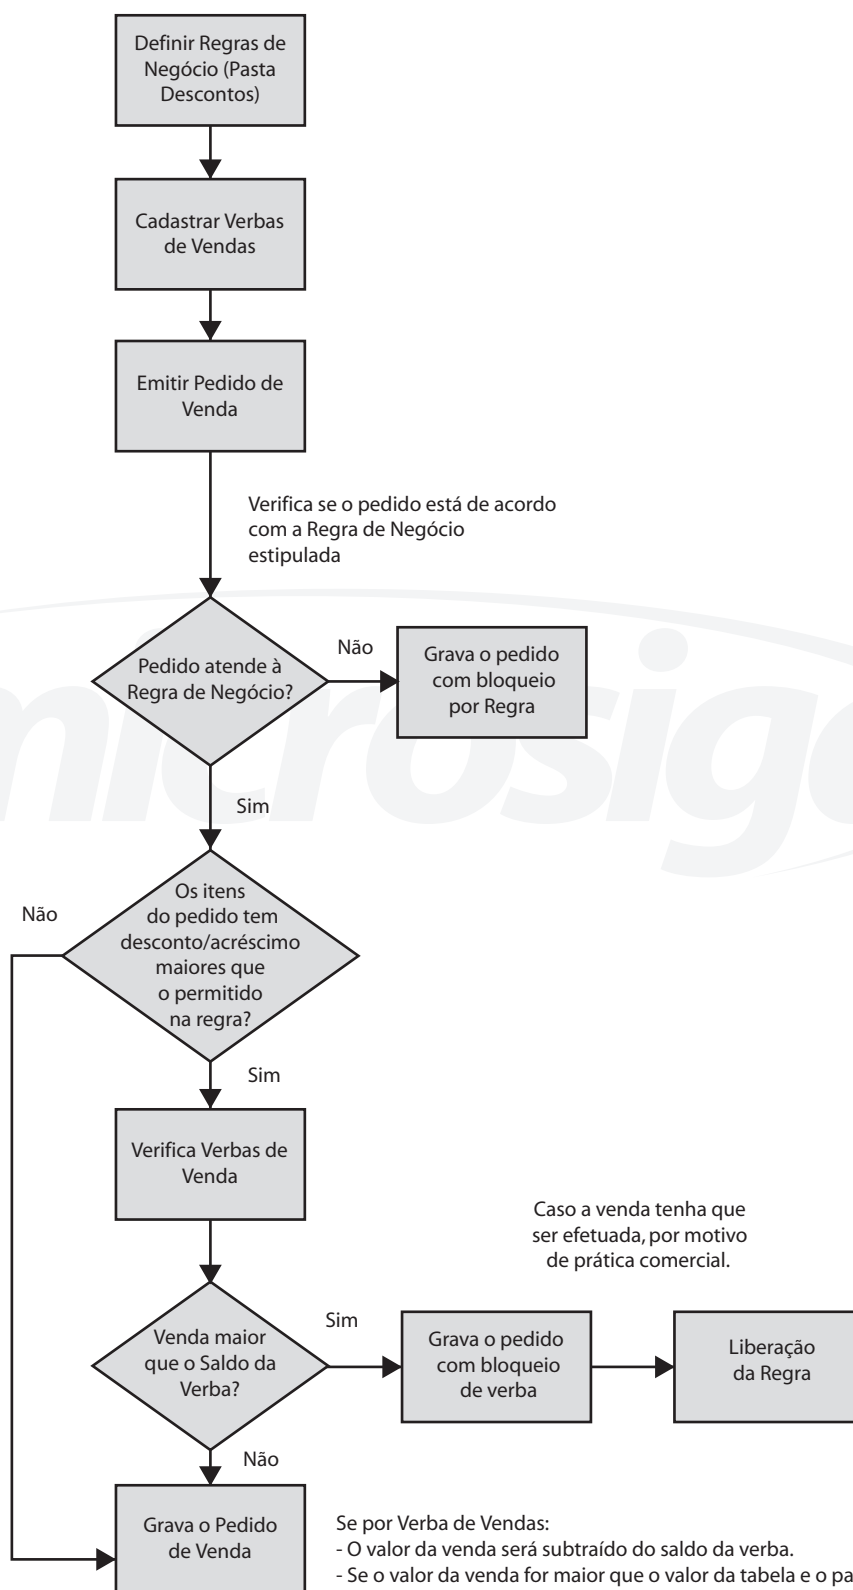 Definir Regras de
Negócio (Pasta
Descontos)
Cadastrar Verbas
de Vendas
Emitir Pedido de
Venda
Verifica se o pedido está de acordo
com a Regra de Negócio
estipulada
Pedido atende à
Regra de Negócio?
Não
Grava o pedido
com bloqueio
por Regra
microsiga
Sim
Os itens
do pedido tem
desconto/acréscimo
maiores que
o permitido
na regra?
Não
Sim
Verifica Verbas de
Venda
Caso a venda tenha que
ser efetuada, por motivo
de prática comercial.
Venda maior
que o Saldo da
Verba?
Sim
Grava o pedido
com bloqueio
de verba
Liberação
da Regra
Não
Grava o Pedido
de Venda
Se por Verba de Vendas:
- O valor da venda será subtraído do saldo da verba.
- Se o valor da venda for maior que o valor da tabela e o